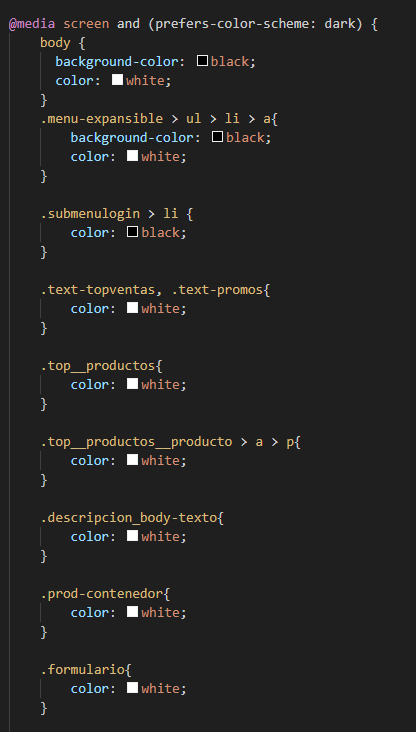 @media screen and (prefers-color-scheme: dark) {
body {
background-color: black;
color: white;
}
.menu-expansible > ul > li > a{
background-color: black;
color: white;
}
.submenulogin > li {
color: black;
}
.text-topventas, .text-promos{
color: white;
}
.top__productos{
color: white;
}
.top__productos__producto > a > p{
color: white;
}
.descripcion_body-texto{
color: white;
}
.prod-contenedor{
color: white;
}
.formulario{
color: white;
}